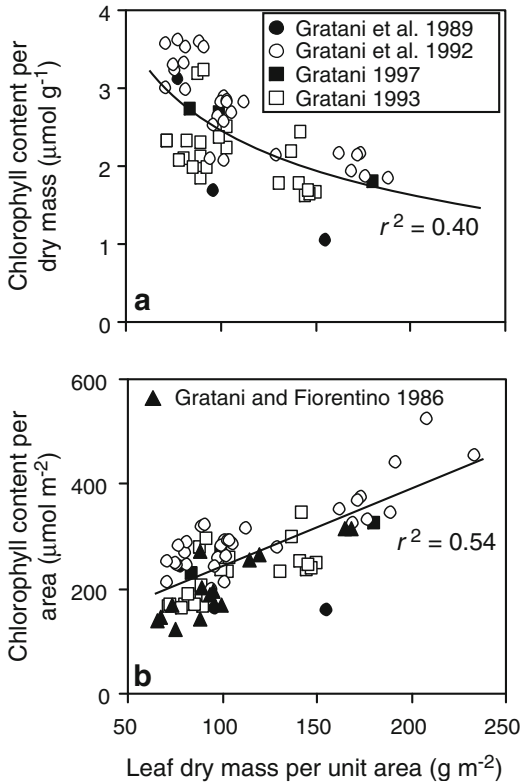 Gratani et al. 1989
Gratani et al. 1992
Gratani 1997
Gratani 1993
Chlorophyll content per
dry mass (μmol g-1)
4
3
2
1
0
r 2 = 0.40
a
Gratani and Fiorentino 1986
Chlorophyll content per
area (μmol m-2)
600
400
200
0
r 2 = 0.54
b
50 100 150 200 250
Leaf dry mass per unit area (g m-2)